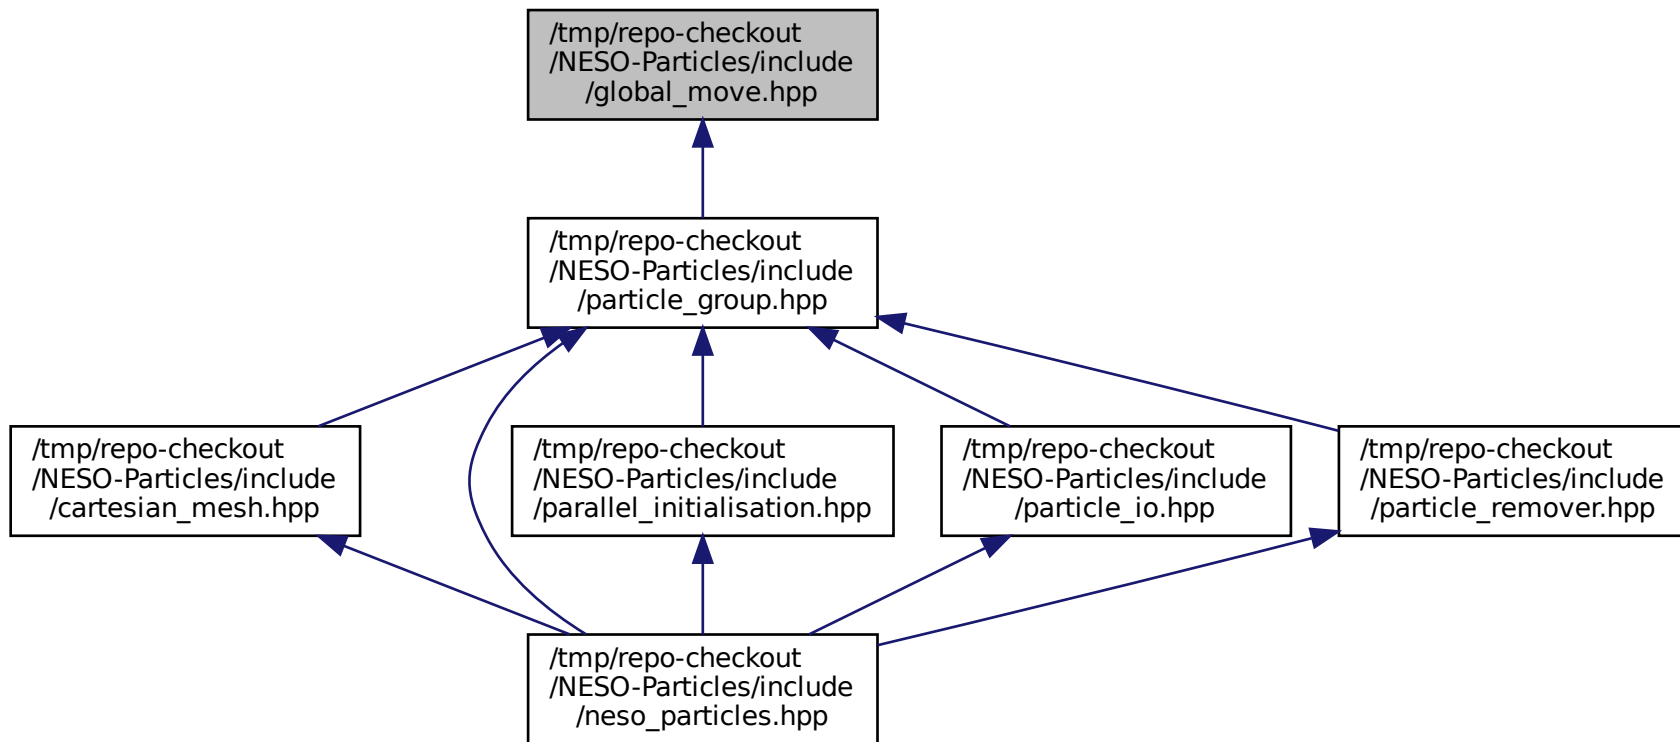 /tmp/repo-checkout
/NESO-Particles/include
/global_move.hpp
/tmp/repo-checkout
/NESO-Particles/include
/particle_group.hpp
/tmp/repo-checkout
/NESO-Particles/include
/cartesian_mesh.hpp
/tmp/repo-checkout
/NESO-Particles/include
/parallel_initialisation.hpp
/tmp/repo-checkout
/NESO-Particles/include
/particle_io.hpp
/tmp/repo-checkout
/NESO-Particles/include
/particle_remover.hpp
/tmp/repo-checkout
/NESO-Particles/include
/neso_particles.hpp